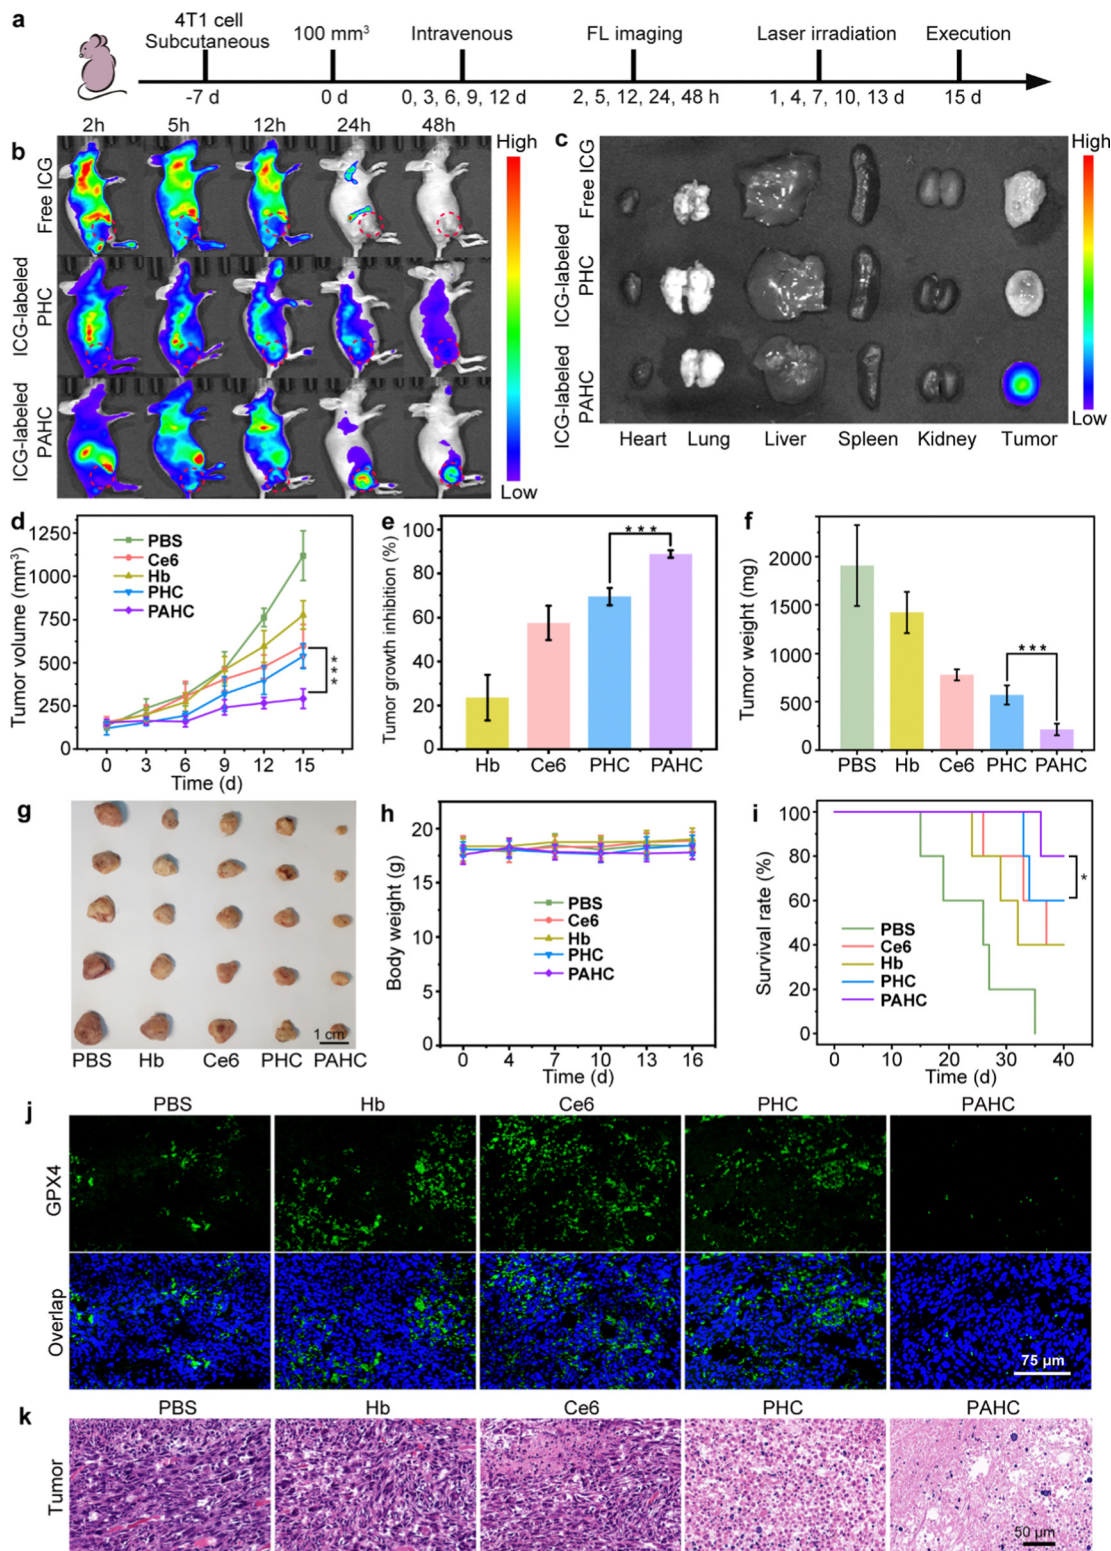 a
4T1 cell
Subcutaneous
100 mm³
Intravenous
FL imaging
Laser irradiation
Execution
-7 d
0 d
0, 3, 6, 9, 12 d
2, 5, 12, 24, 48 h
1, 4, 7, 10, 13 d
15 d
b
2h
5h
12h
24h
48h
Free ICG
ICG-labeled
PHC
ICG-labeled
PAHC
High
Low
c
Free ICG
ICG-labeled
PHC
ICG-labeled
PAHC
Heart
Lung
Liver
Spleen
Kidney
Tumor
High
Low
d
Tumor volume (mm³)
1250
1000
750
500
250
0
PBS
Ce6
Hb
PHC
PAHC
***
0 3 6 9 12 15
Time (d)
e
Tumor growth inhibition (%)
100
80
60
40
20
0
***
Hb Ce6 PHC PAHC
f
Tumor weight (mg)
2000
1500
1000
500
0
***
PBS Hb Ce6 PHC PAHC
g
1 cm
PBS Hb Ce6 PHC PAHC
h
Body weight (g)
20
15
10
5
0
PBS
Ce6
Hb
PHC
PAHC
0 4 7 10 13 16
Time (d)
i
Survival rate (%)
100
80
60
40
20
0
PBS
Ce6
Hb
PHC
PAHC
*
0 10 20 30 40
Time (d)
j
PBS Hb Ce6 PHC PAHC
GPX4
Overlap
75 µm
k
PBS Hb Ce6 PHC PAHC
Tumor
50 µm